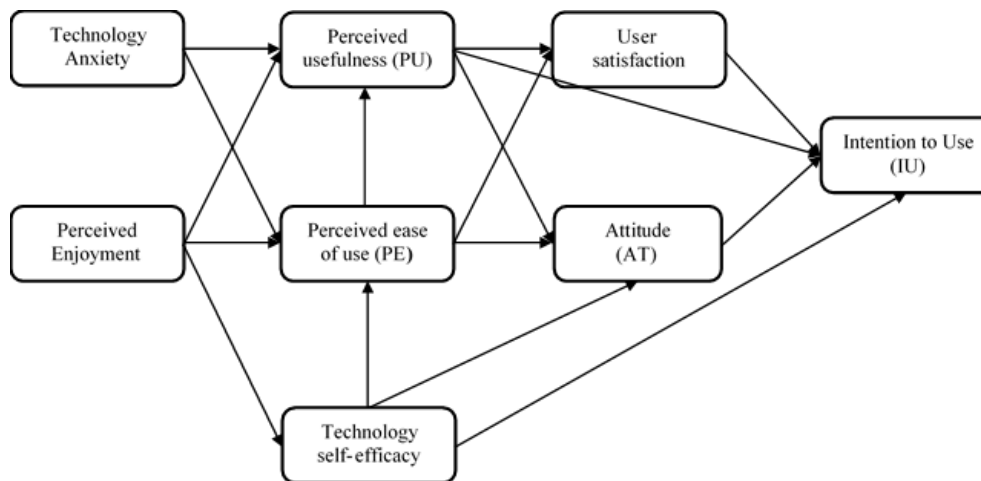 Technology
Anxiety
Perceived
usefulness (PU)
User
satisfaction
Intention to Use
(IU)
Perceived
Enjoyment
Perceived ease
of use (PE)
Attitude
(AT)
Technology
self-efficacy